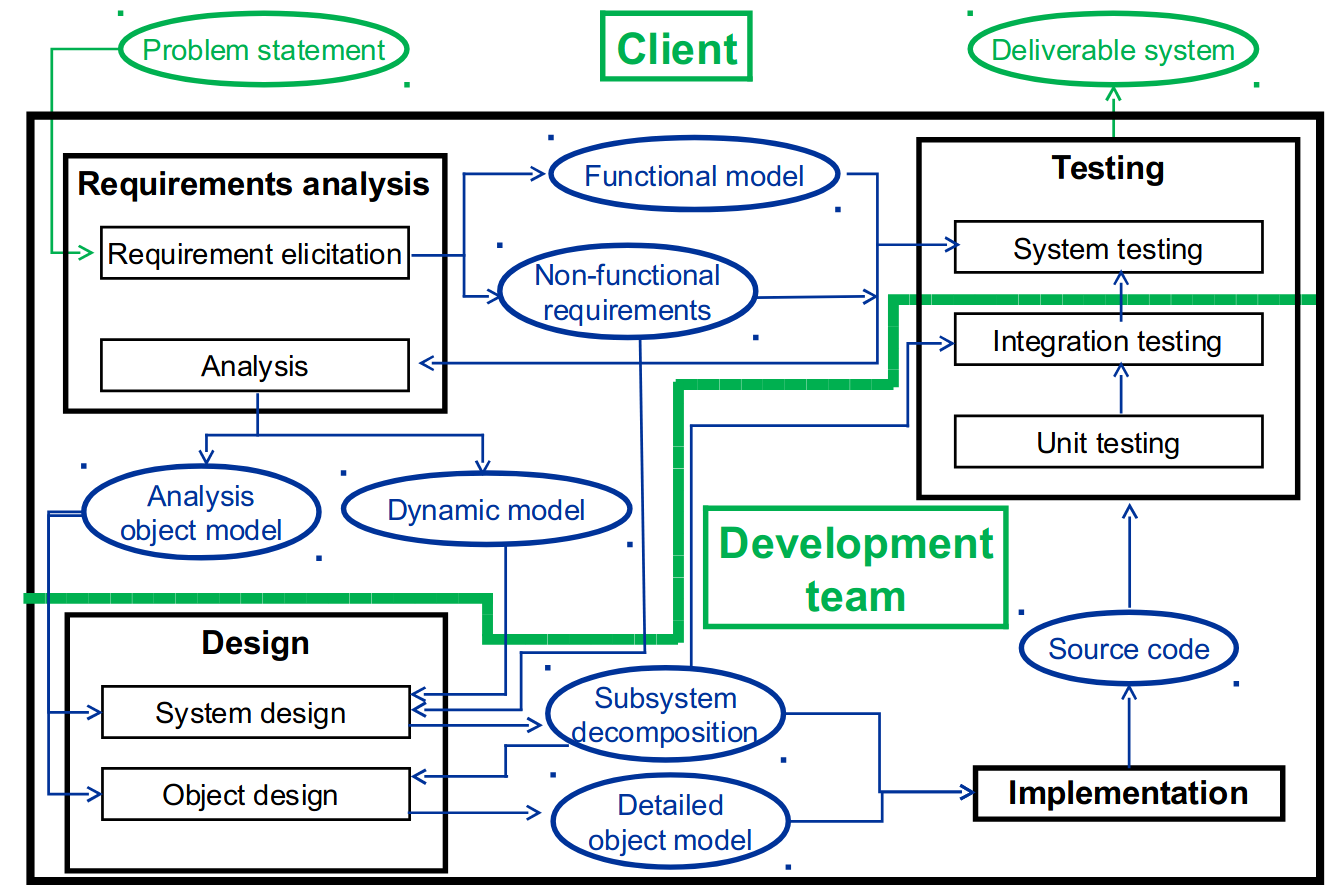 Problem statement
Client
Deliverable system
Requirements analysis
Requirement elicitation
Analysis
Functional model
Non-functional
requirements
Testing
System testing
Integration testing
Unit testing
Analysis
object model
Dynamic model
Development
team
Design
System design
Object design
Subsystem
decomposition
Detailed
object model
Source code
Implementation